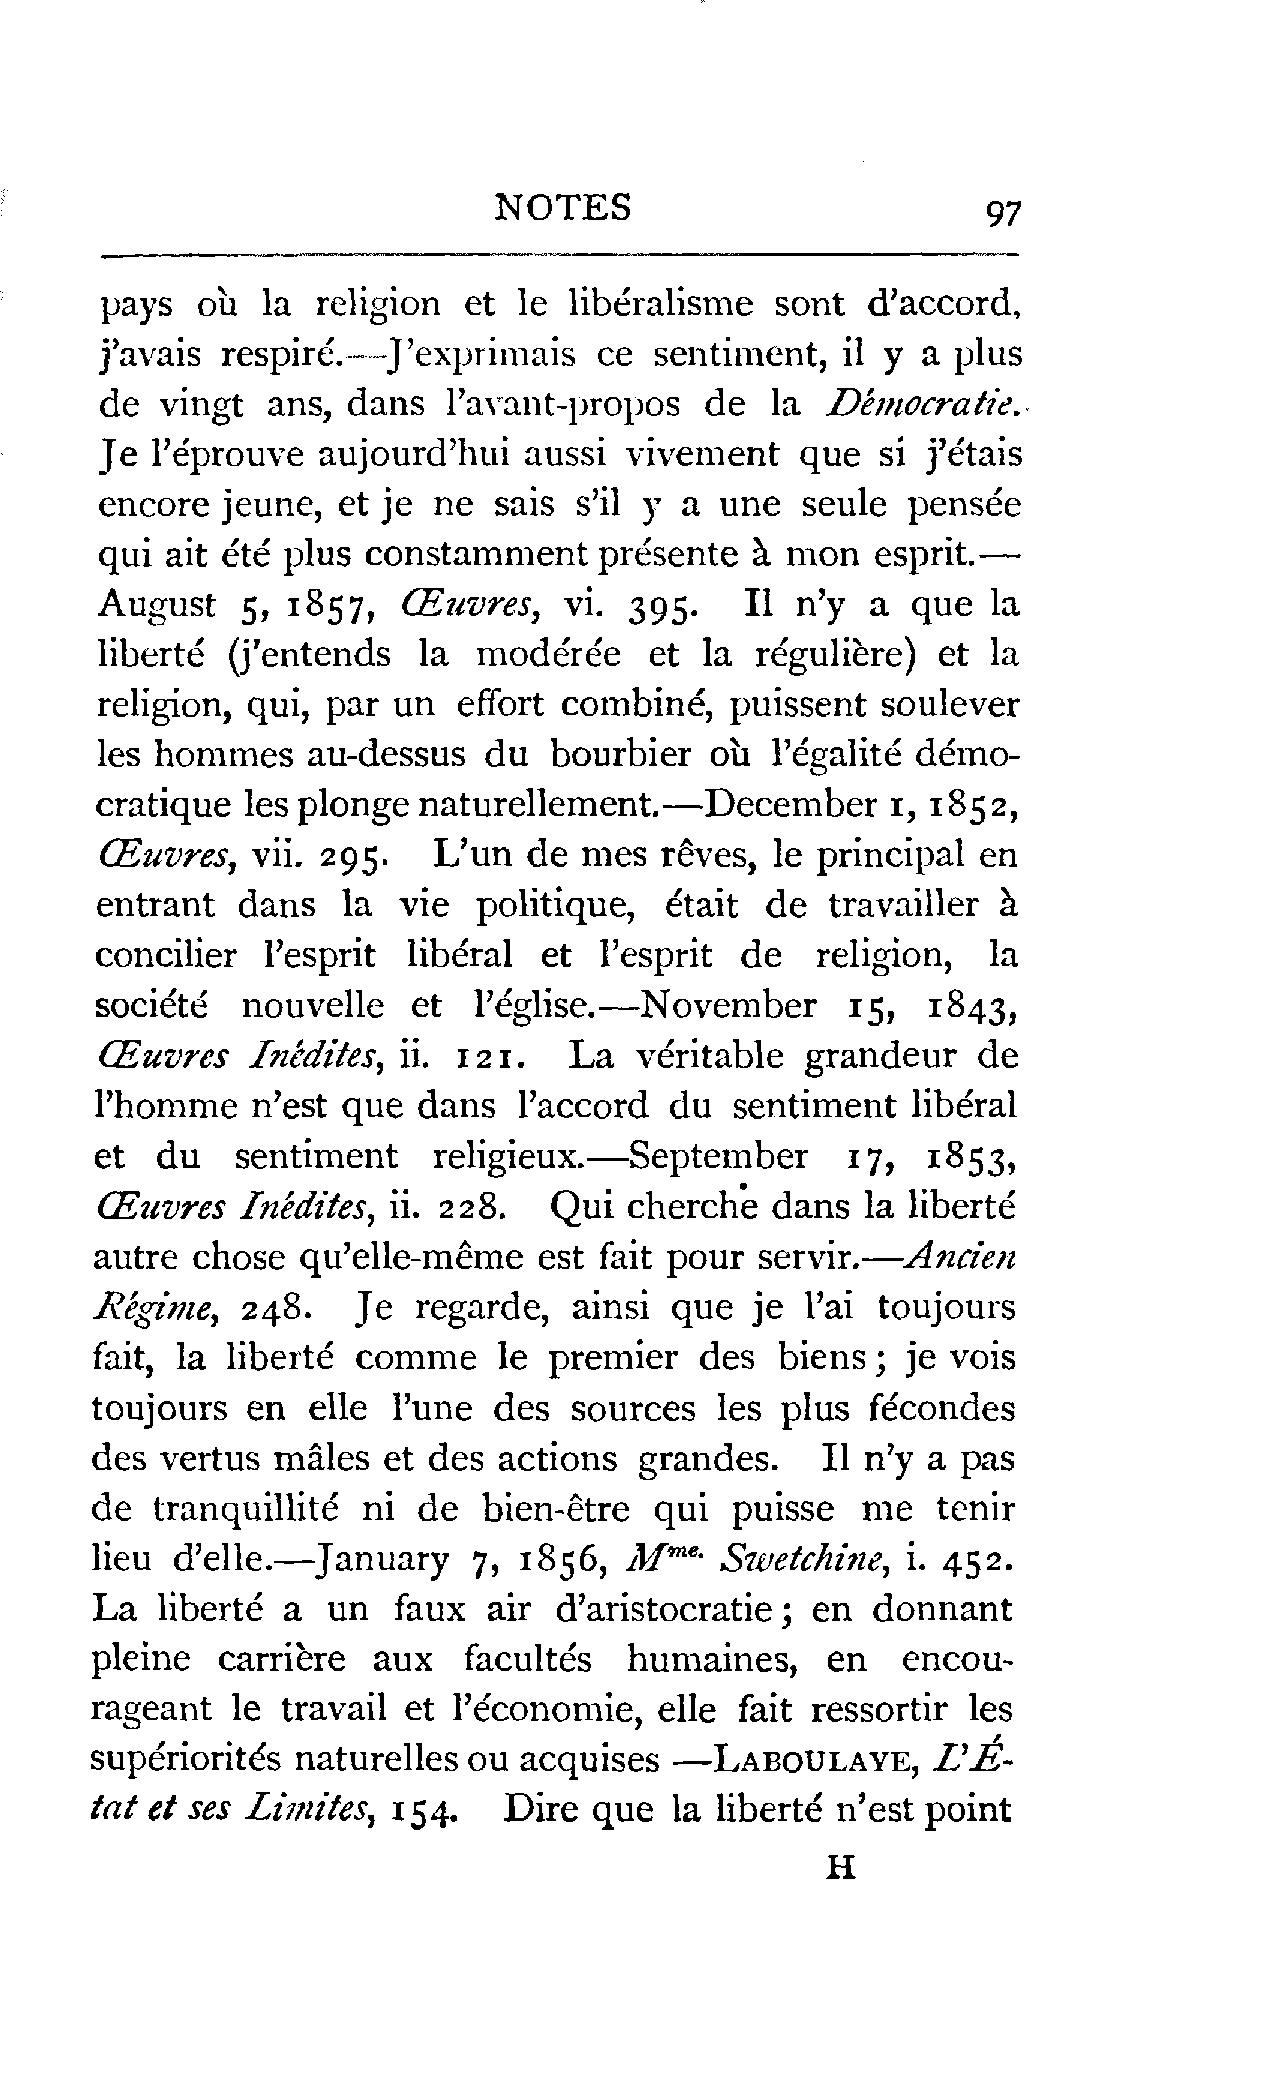 NOTES 97
pays où la religion et le libéralisme sont d'accord,
j'avais respiré.—J'exprimais ce sentiment, il y a plus
de vingt ans, dans l'avant-propos de la Démocratie.
Je l'éprouve aujourd'hui aussi vivement que si j'étais
encore jeune, et je ne sais s'il y a une seule pensée
qui ait été plus constamment présente à mon esprit.—
August 5, 1857, Œuvres, vi. 395. Il n'y a que la
liberté (j'entends la modérée et la régulière) et la
religion, qui, par un effort combiné, puissent soulever
les hommes au-dessus du bourbier où l'égalité démo-
cratique les plonge naturellement.—December 1, 1852,
Œuvres, vii. 295. L'un de mes rêves, le principal en
entrant dans la vie politique, était de travailler à
concilier l'esprit libéral et l'esprit de religion, la
société nouvelle et l'église.—November 15, 1843,
Œuvres Inédites, ii. 121. La véritable grandeur de
l'homme n'est que dans l'accord du sentiment libéral
et du sentiment religieux.—September 17, 1853,
Œuvres Inédites, ii. 228. Qui cherche dans la liberté
autre chose qu'elle-même est fait pour servir.—Ancien
Régime, 248. Je regarde, ainsi que je l'ai toujours
fait, la liberté comme le premier des biens; je vois
toujours en elle l'une des sources les plus fécondes
des vertus mâles et des actions grandes. Il n'y a pas
de tranquillité ni de bien-être qui puisse me tenir
lieu d'elle.—January 7, 1856, Mme. Swetchine, i. 452.
La liberté a un faux air d'aristocratie; en donnant
pleine carrière aux facultés humaines, en encou-
rageant le travail et l'économie, elle fait ressortir les
supériorités naturelles ou acquises —LABOULAYE, L'É-
tat et ses Limites, 154. Dire que la liberté n'est point
H